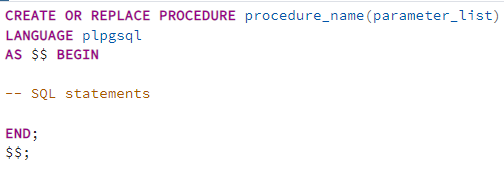 CREATE OR REPLACE PROCEDURE procedure_name(parameter_list)
LANGUAGE plpgsql
AS $$ BEGIN
-- SQL statements
END;
$$;